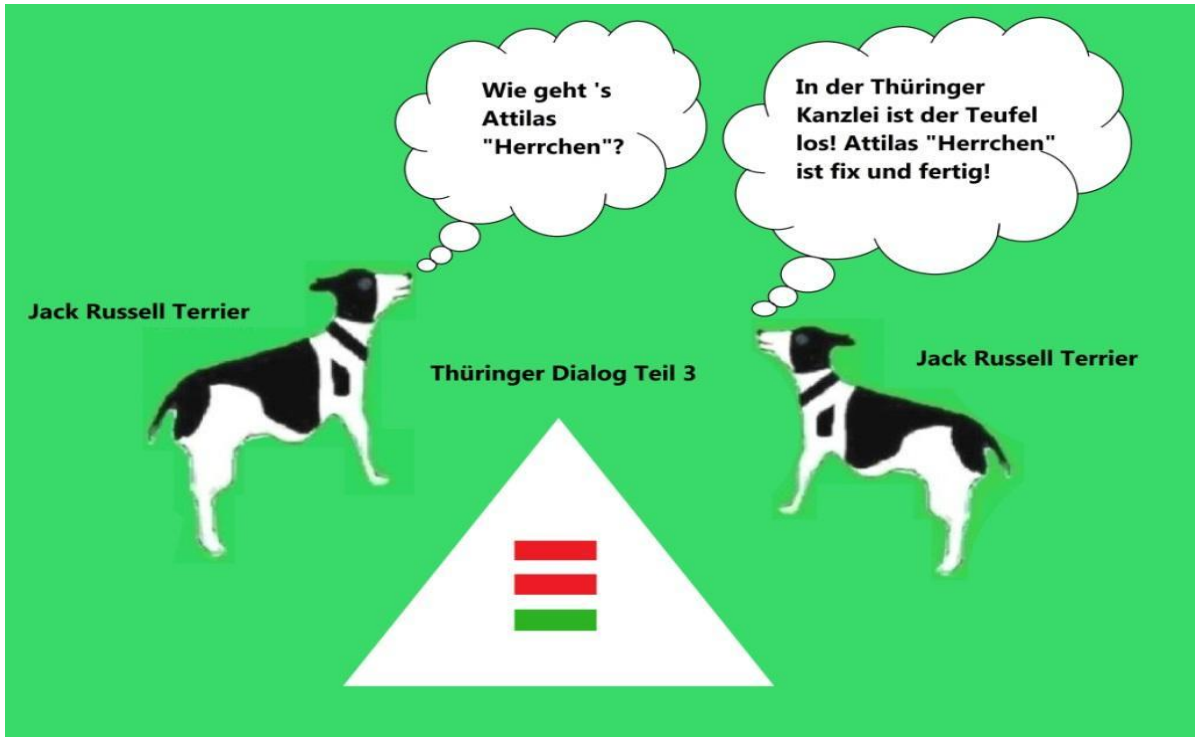 Wie geht 's
Attilas
"Herrchen"?
In der Thüringer
Kanzlei ist der Teufel
los! Attilas "Herrchen"
ist fix und fertig!
Jack Russell Terrier
Jack Russell Terrier
Thüringer Dialog Teil 3